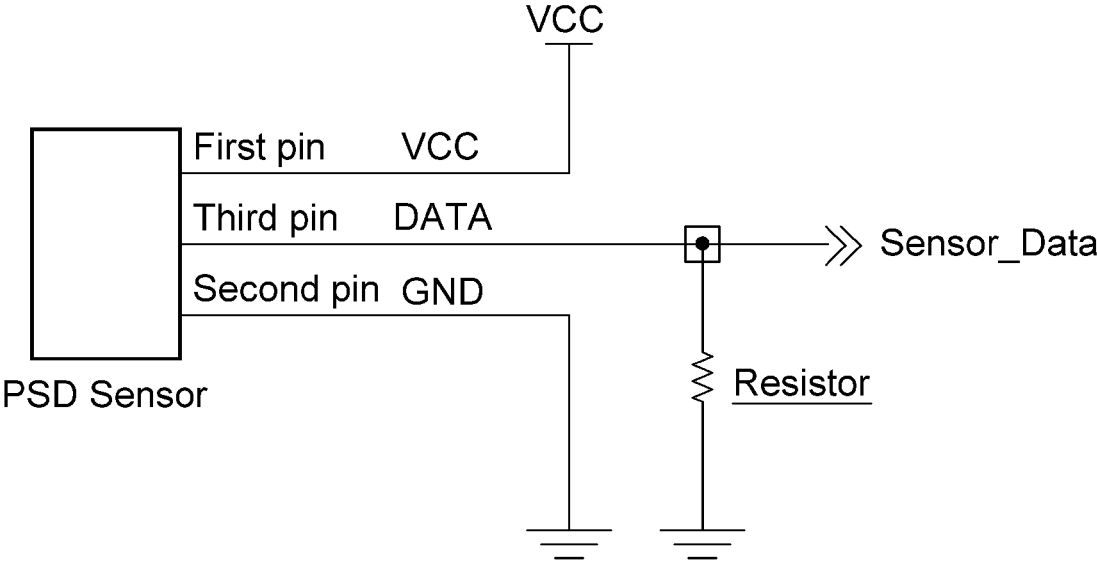 VCC
First pin VCC
Third pin DATA
Sensor_Data
Second pin GND
Resistor
PSD Sensor